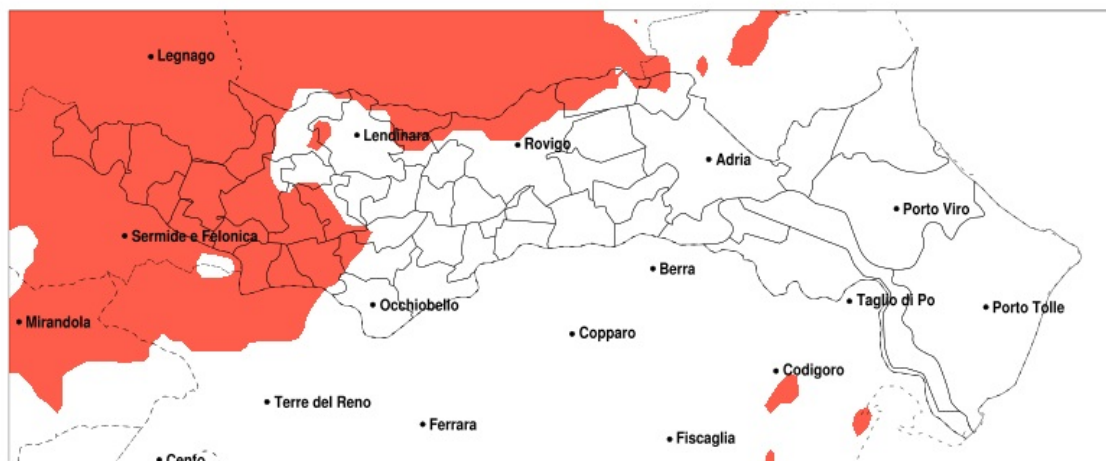 Legnago
Lendinara
Rovigo
Adria
Porto Viro
Sermide e Felonica
Berra
Taglio di Po
Porto Tolle
Occhiobello
Mirandola
Copparo
Codigoro
Terre del Reno
Ferrara
Fiscaglia
Cento